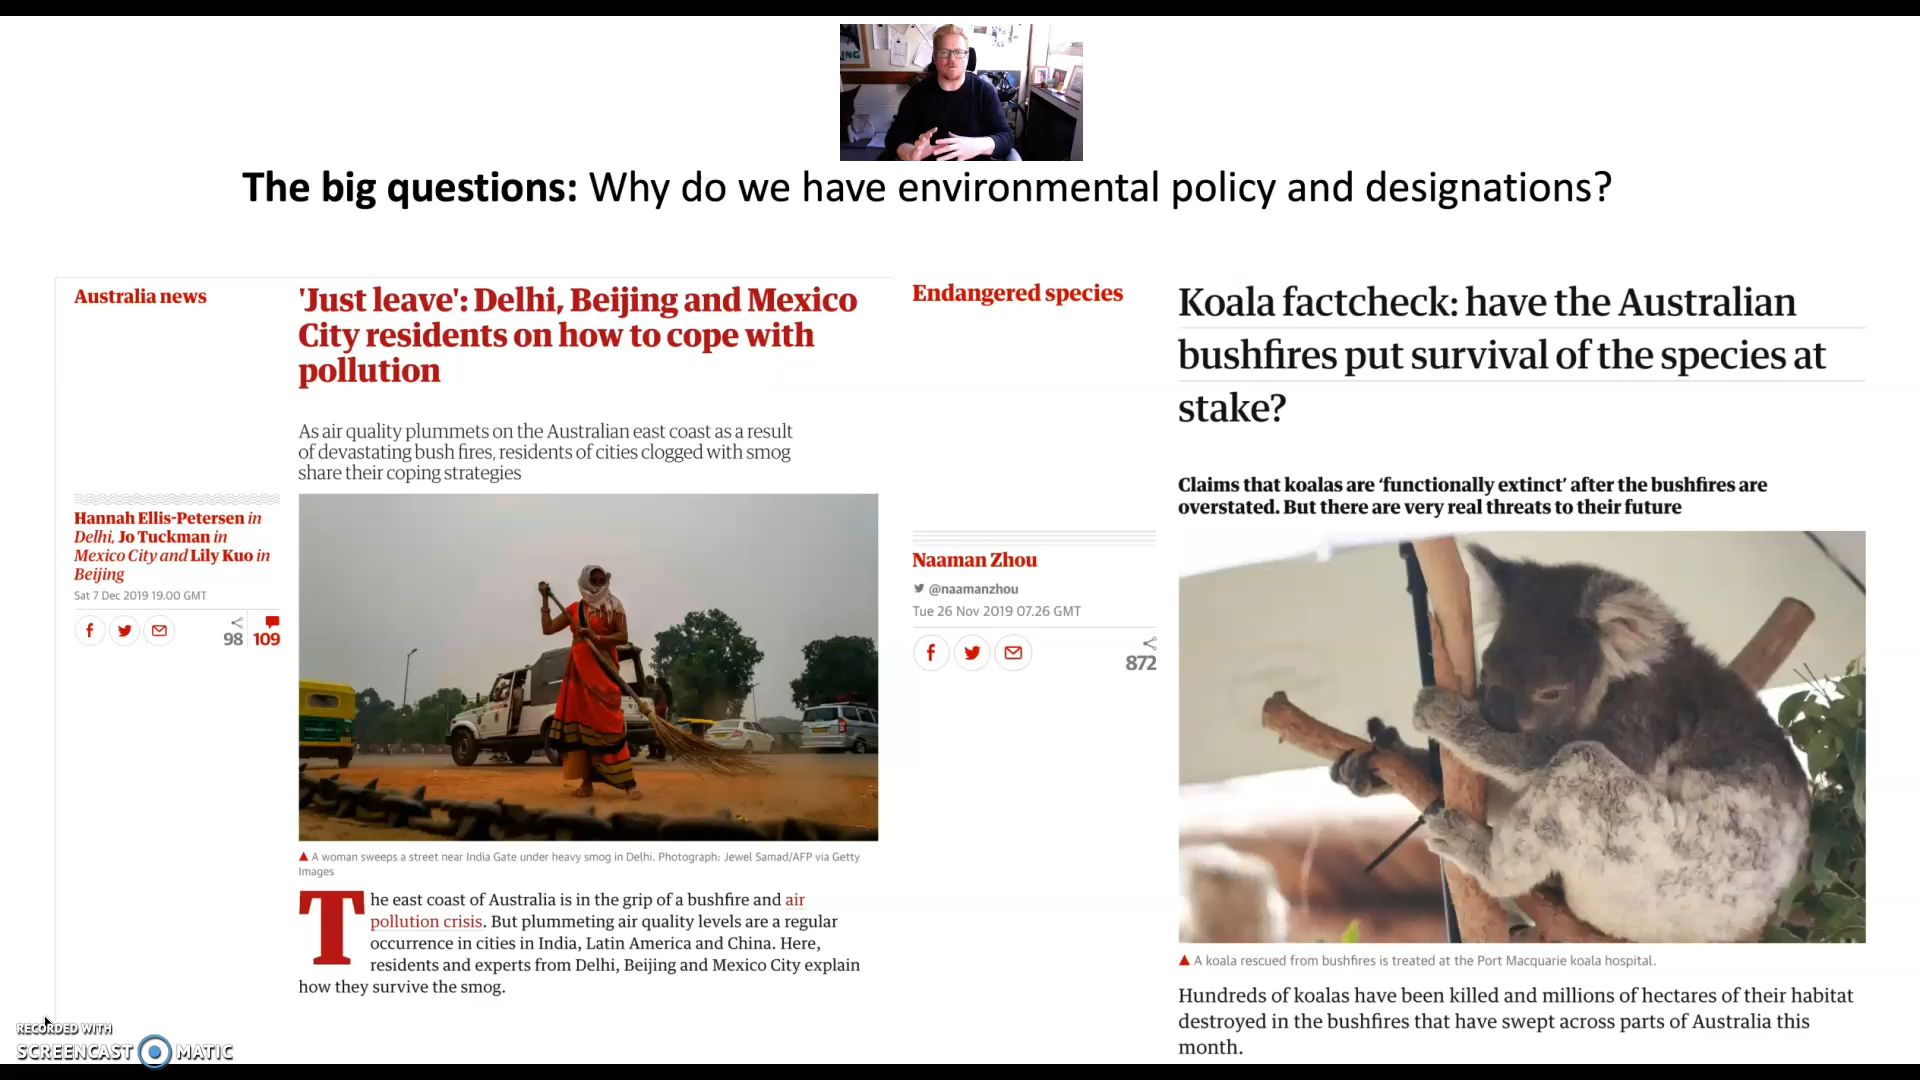 The big questions: Why do we have environmental policy and designations?
Australia news
'Just leave': Delhi, Beijing and Mexico
City residents on how to cope with
pollution
As air quality plummets on the Australian east coast as a result
of devastating bush fires, residents of cities clogged with smog
share their coping strategies
Hannah Ellis-Petersen in
Delhi, Jo Tuckman in
Mexico City and Lily Kuo in
Beijing
Sat 7 Dec 2019 19.00 GMT
98 109
A woman sweeps a street near India Gate under heavy smog in Delhi. Photograph: Jewel Samad/AFP via Getty
Images
The east coast of Australia is in the grip of a bushfire and air
pollution crisis. But plummeting air quality levels are a regular
occurrence in cities in India, Latin America and China. Here,
residents and experts from Delhi, Beijing and Mexico City explain
how they survive the smog.
Endangered species
Koala factcheck: have the Australian
bushfires put survival of the species at
stake?
Claims that koalas are ‘functionally extinct’ after the bushfires are
overstated. But there are very real threats to their future
Naaman Zhou
@naamanzhou
Tue 26 Nov 2019 07.26 GMT
872
A koala rescued from bushfires is treated at the Port Macquarie koala hospital.
Hundreds of koalas have been killed and millions of hectares of their habitat
destroyed in the bushfires that have swept across parts of Australia this
month.
RECORDED WITH
SCREENCAST MATIC